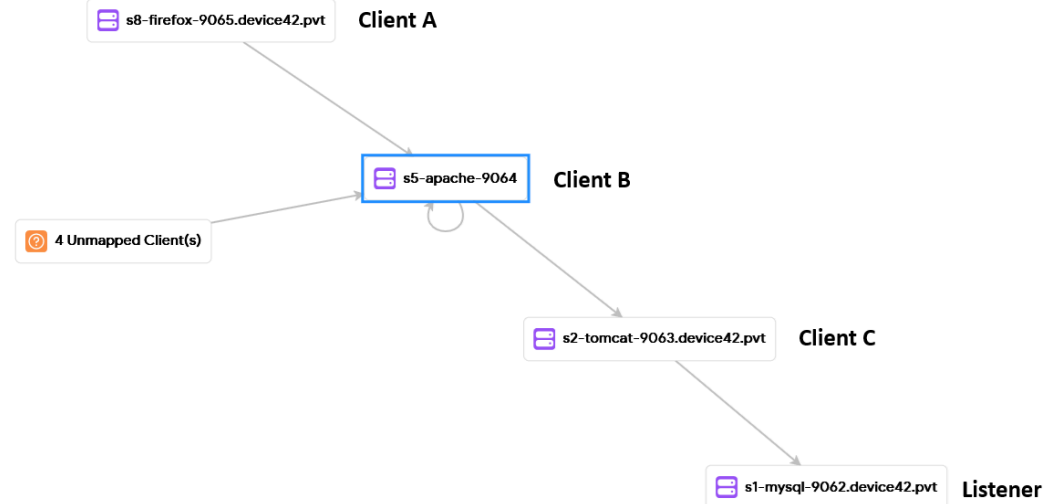 s8-firefox-9065.device42.pvt Client A
s5-apache-9064 Client B
4 Unmapped Client(s)
s2-tomcat-9063.device42.pvt Client C
s1-mysql-9062.device42.pvt Listener